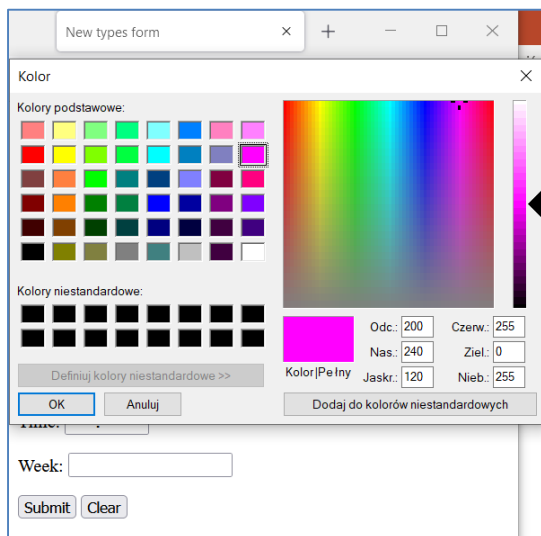 New types form
Kolor
Kolory podstawowe:
Kolory niestandardowe:
Definiuj kolory niestandardowe >>
OK Anuluj
Kolor|Pełny
Odc.: 200 Czerw.: 255
Nas.: 240 Ziel.: 0
Jaskr.: 120 Nieb.: 255
Dodaj do kolorów niestandardowych
Week:
Submit Clear